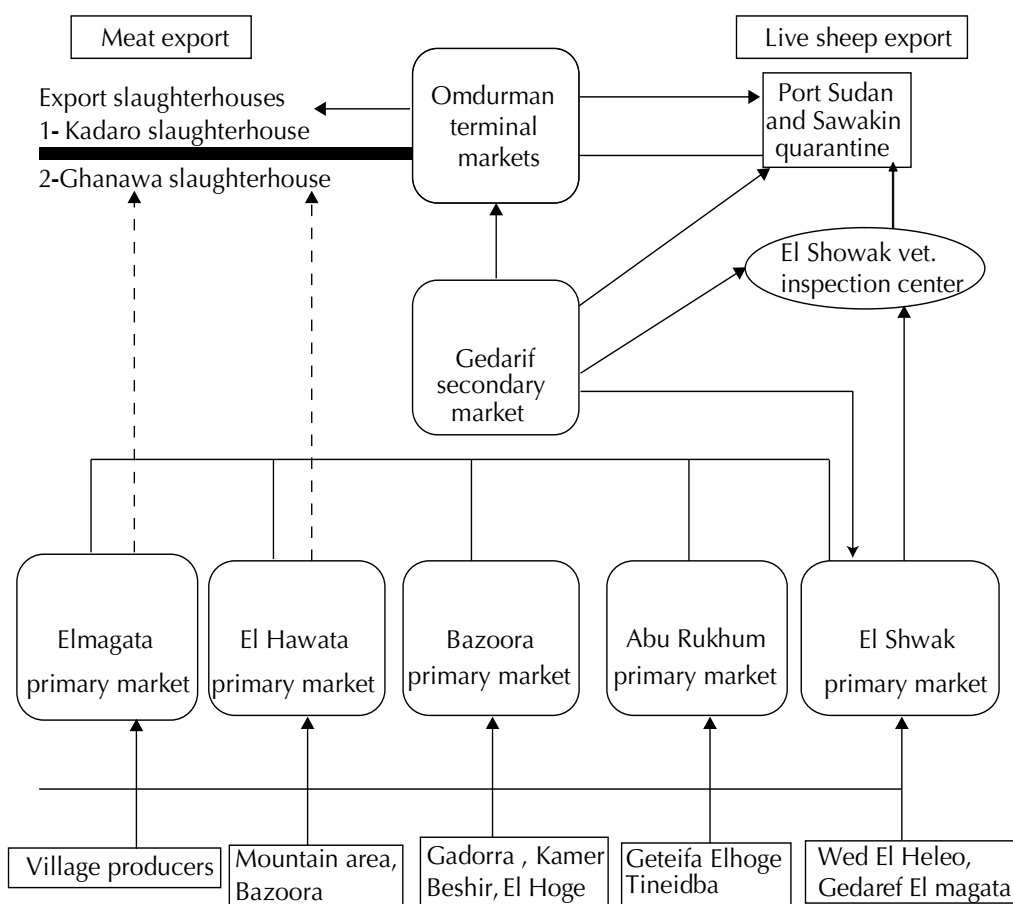 Meat export
Live sheep export
Export slaughterhouses
1- Kadaro slaughterhouse
2-Ghanawa slaughterhouse
Omdurman
terminal
markets
Port Sudan
and Sawakin
quarantine
El Showak vet.
inspection center
Gedarif
secondary
market
Elmagata
primary market
El Hawata
primary market
Bazoora
primary market
Abu Rukhum
primary market
El Shwak
primary market
Village producers
Mountain area,
Bazoora
Gadorra , Kamer
Beshir, El Hoge
Geteifa Elhoge
Tineidba
Wed El Heleo,
Gedaref El magata